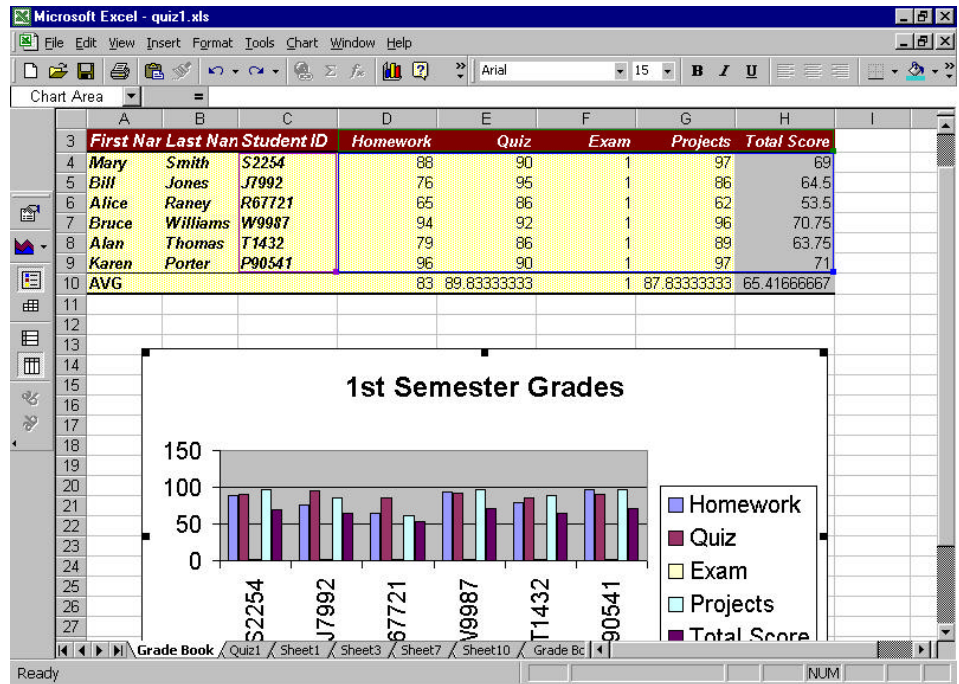 Microsoft Excel - quiz1.xls
File Edit View Insert Format Tools Chart Window Help
Arial 15 B I U
Chart Area =
A B C D E F G H I
3 First Nar Last Nan Student ID Homework Quiz Exam Projects Total Score
4 Mary Smith S2254 88 90 1 97 69
5 Bill Jones J7992 76 95 1 86 64.5
6 Alice Raney R67721 65 86 1 62 53.5
7 Bruce Williams W9987 94 92 1 96 70.75
8 Alan Thomas T1432 79 86 1 89 63.75
9 Karen Porter P90541 96 90 1 97 71
10 AVG 83 89.83333333 1 87.83333333 65.41666667
11
12
13
14
15
16
17
18
19
20
21
22
23
24
25
26
27
1st Semester Grades
150
100
50
0
S2254 J7992 67721 W9987 T1432 90541
Homework
Quiz
Exam
Projects
Total Score
Grade Book Quiz1 Sheet1 Sheet3 Sheet7 Sheet10 Grade Bc
Ready NUM